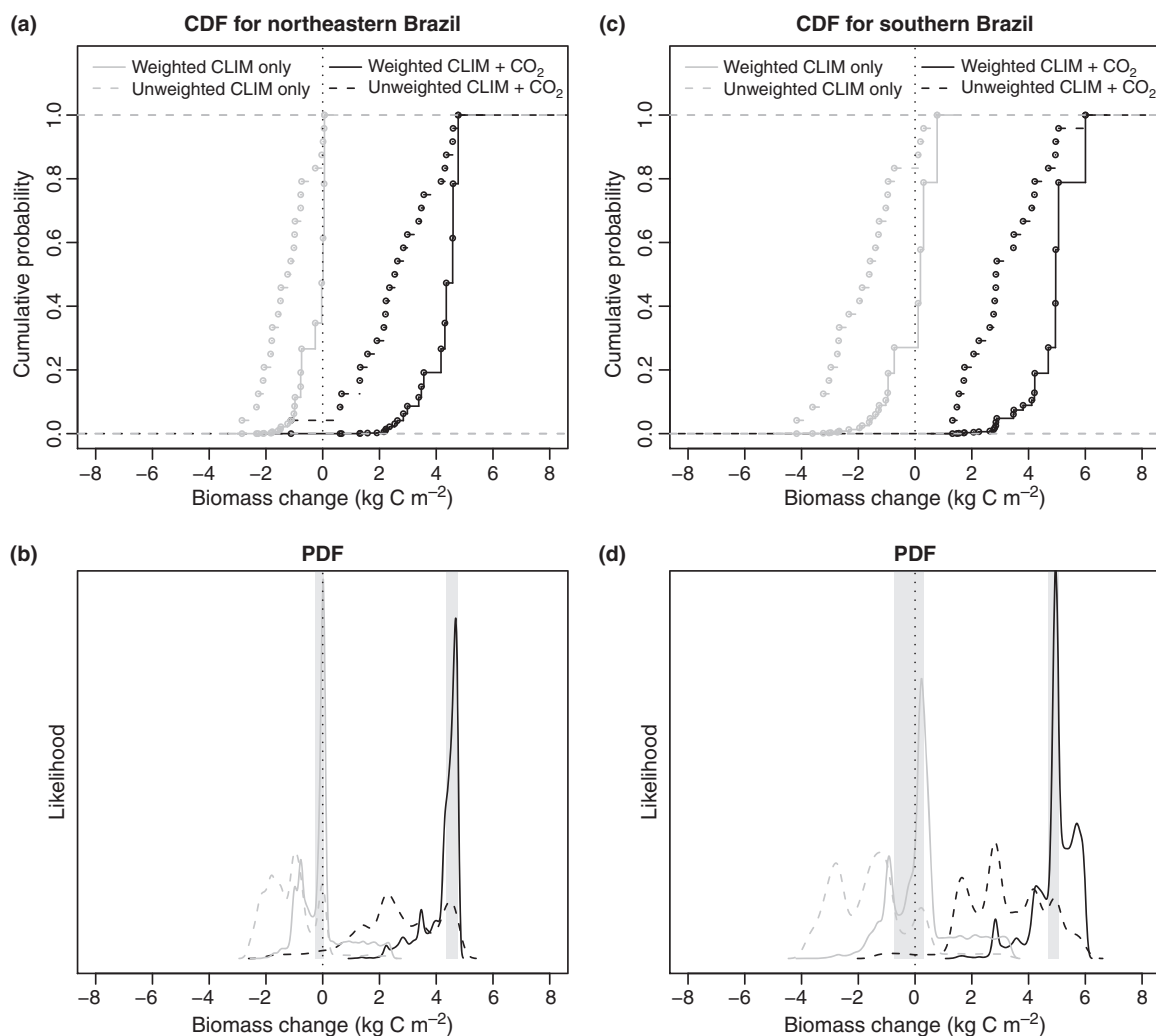 (a) CDF for northeastern Brazil
Weighted CLIM only
Unweighted CLIM only
Weighted CLIM + CO₂
Unweighted CLIM + CO₂
Cumulative probability
1.0
0.8
0.6
0.4
0.2
0.0
−8 −6 −4 −2 0 2 4 6 8
Biomass change (kg C m⁻²)
(b) PDF
Likelihood
−8 −6 −4 −2 0 2 4 6 8
Biomass change (kg C m⁻²)
(c) CDF for southern Brazil
Weighted CLIM only
Unweighted CLIM only
Weighted CLIM + CO₂
Unweighted CLIM + CO₂
Cumulative probability
1.0
0.8
0.6
0.4
0.2
0.0
−8 −6 −4 −2 0 2 4 6 8
Biomass change (kg C m⁻²)
(d) PDF
Likelihood
−8 −6 −4 −2 0 2 4 6 8
Biomass change (kg C m⁻²)